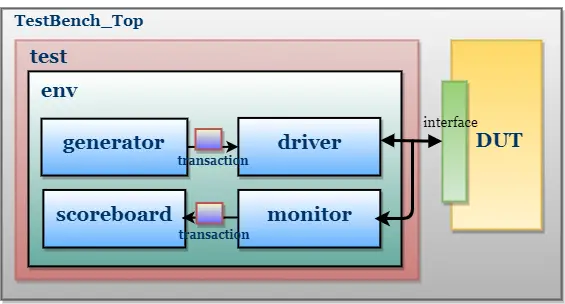 TestBench_Top
test
env
generator
transaction
driver
interface
DUT
scoreboard
transaction
monitor